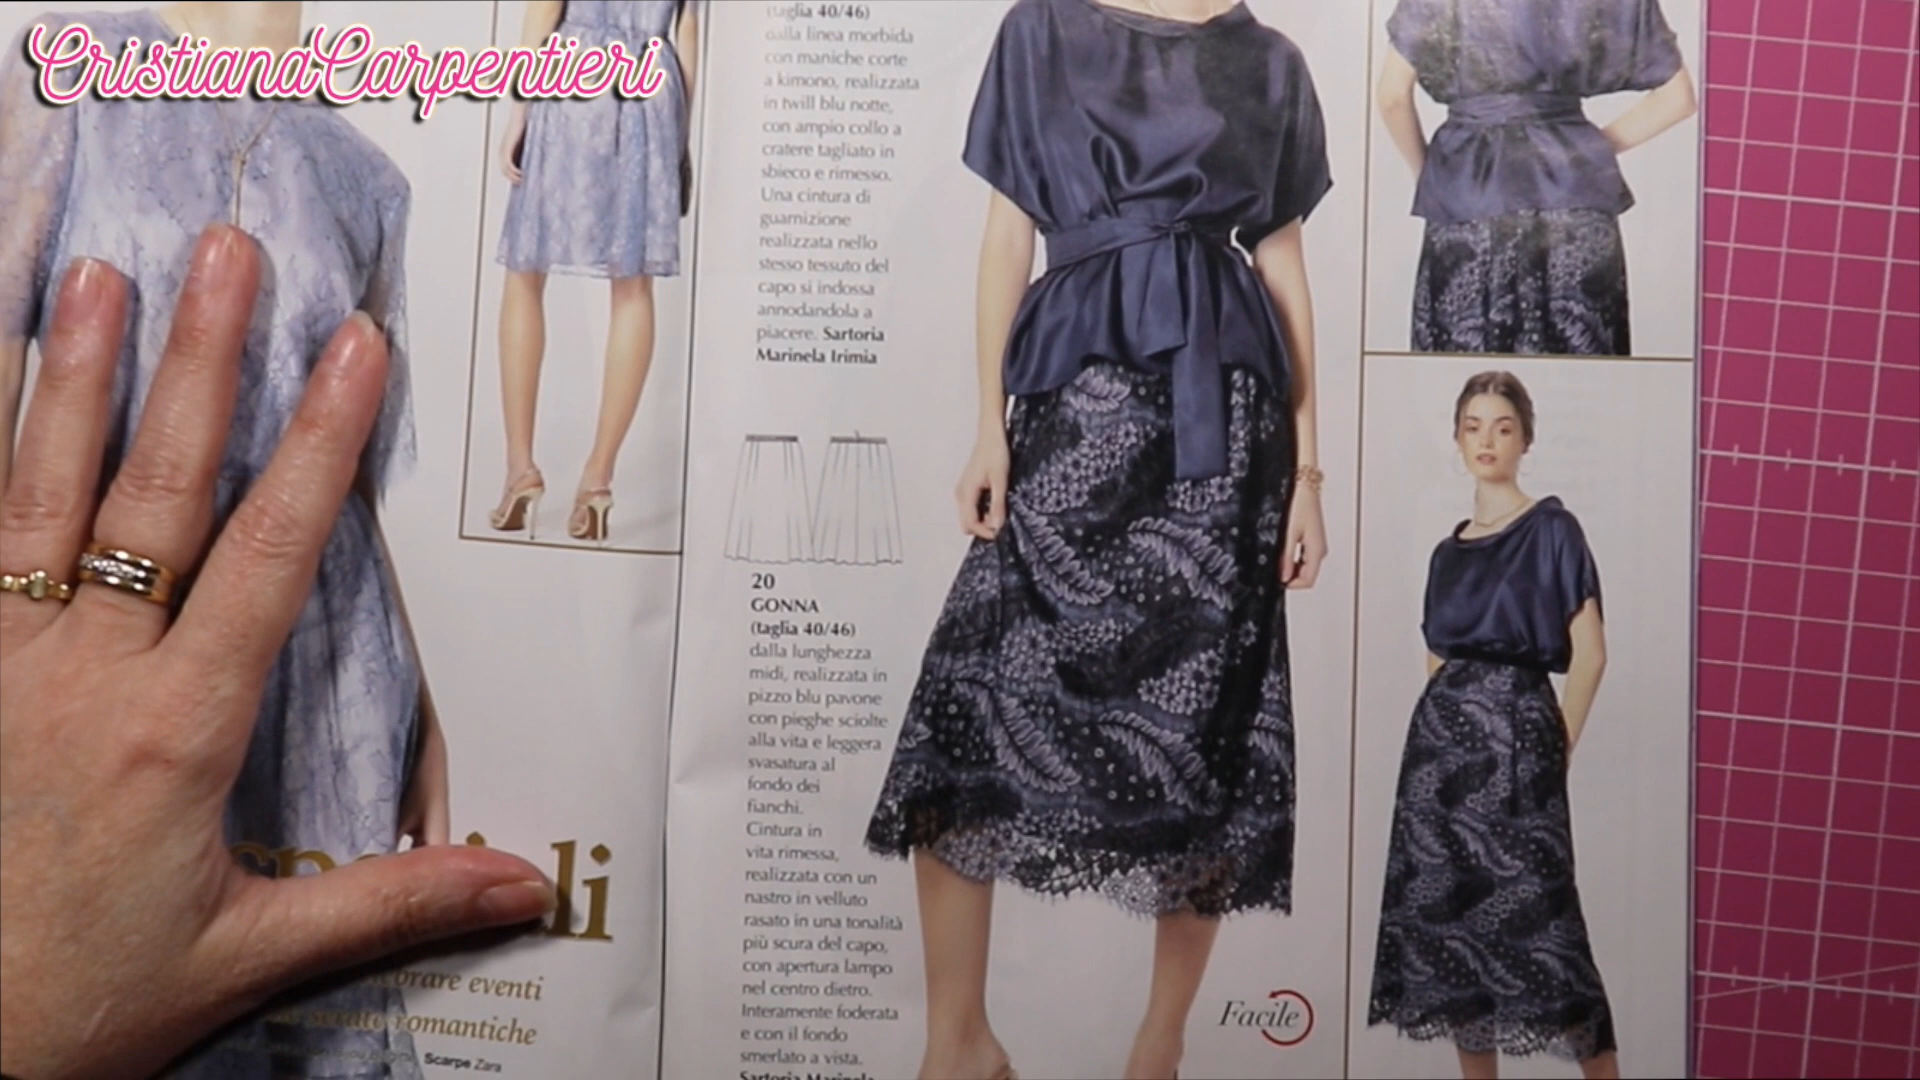 CristianaCarpentieri
(taglia 40/46)
dalla linea morbida
con maniche corte
a kimono, realizzata
in twill blu notte,
con ampio collo a
cratere tagliato in
sbieco e rimesso.
Una cintura di
guarnizione
realizzata nello
stesso tessuto del
capo si indossa
annodandola a
piacere. Sartoria
Marinela Irimia
20
GONNA
(taglia 40/46)
dalla lunghezza
midi, realizzata in
pizzo blu pavone
con pieghe sciolte
alla vita e leggera
svasatura al
fondo dei
fianchi.
Cintura in
vita rimessa,
realizzata con un
nastro in velluto
rasato in una tonalità
più scura del capo,
con apertura lampo
nel centro dietro.
Interamente foderata
e con il fondo
smerlato a vista.
Sartoria Marinela
Facile
eventi
romantiche
Scarpe Zara